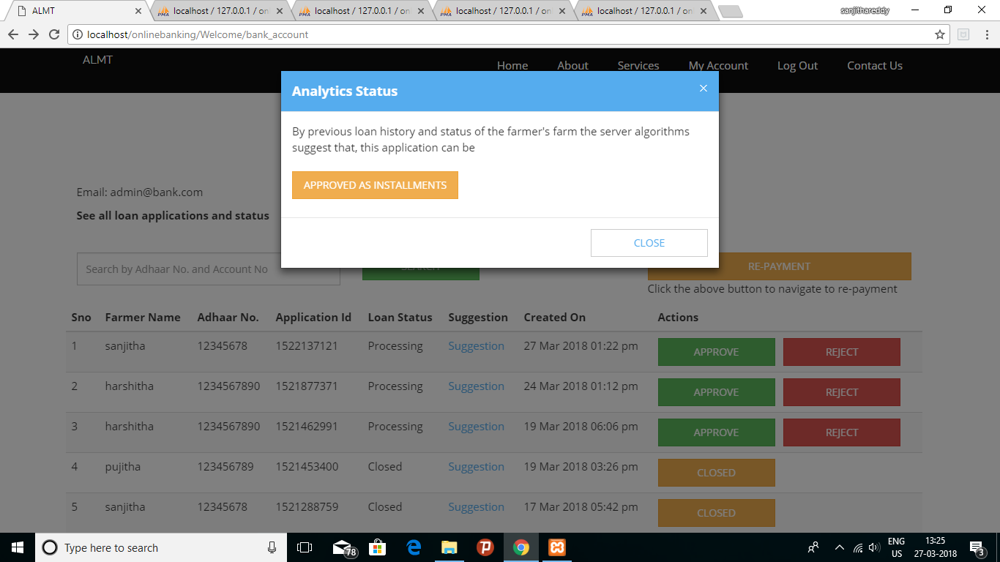 ALMT
localhost / 127.0.0.1 / onl
localhost / 127.0.0.1 / onl
localhost / 127.0.0.1 / onl
localhost / 127.0.0.1 / onl
sanjithareddy
localhost/onlinebanking/Welcome/bank_account
ALMT
Home About Services My Account Log Out Contact Us
Analytics Status
By previous loan history and status of the farmer's farm the server algorithms
suggest that, this application can be
APPROVED AS INSTALLMENTS
CLOSE
Email: admin@bank.com
See all loan applications and status
Search by Adhaar No. and Account No
SEARCH
RE-PAYMENT
Click the above button to navigate to re-payment
Sno Farmer Name Adhaar No. Application Id Loan Status Suggestion Created On Actions
1 sanjitha 12345678 1522137121 Processing Suggestion 27 Mar 2018 01:22 pm APPROVE REJECT
2 harshitha 1234567890 1521877371 Processing Suggestion 24 Mar 2018 01:12 pm APPROVE REJECT
3 harshitha 1234567890 1521462991 Processing Suggestion 19 Mar 2018 06:06 pm APPROVE REJECT
4 pujitha 123456789 1521453400 Closed Suggestion 19 Mar 2018 03:26 pm CLOSED
5 sanjitha 12345678 1521288759 Closed Suggestion 17 Mar 2018 05:42 pm CLOSED
Type here to search
78
ENG
US
13:25
27-03-2018
3